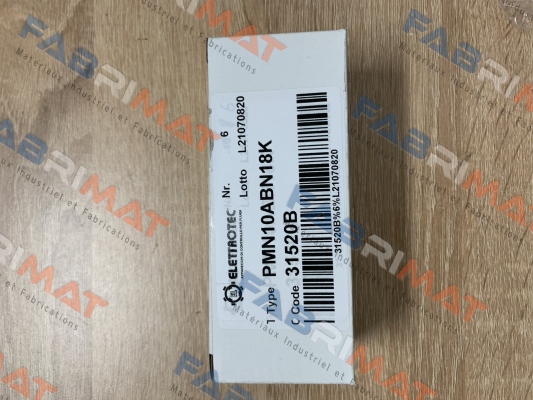 ELETTROTEC
Nr. 6
Lotto L21070820
T Type PMN10ABN18K
C Code 31520B
31520B%6%L21070820
FABRIMAT
Matériaux Industriel et Fabrications